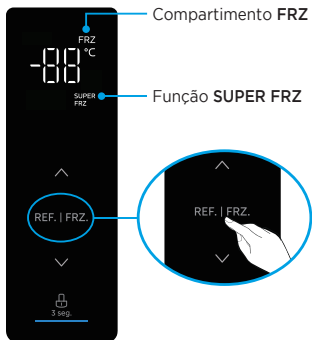 Compartimento FRZ
FRZ
-88 °C
SUPER
FRZ
Função SUPER FRZ
REF. | FRZ.
REF. | FRZ.
3 seg.